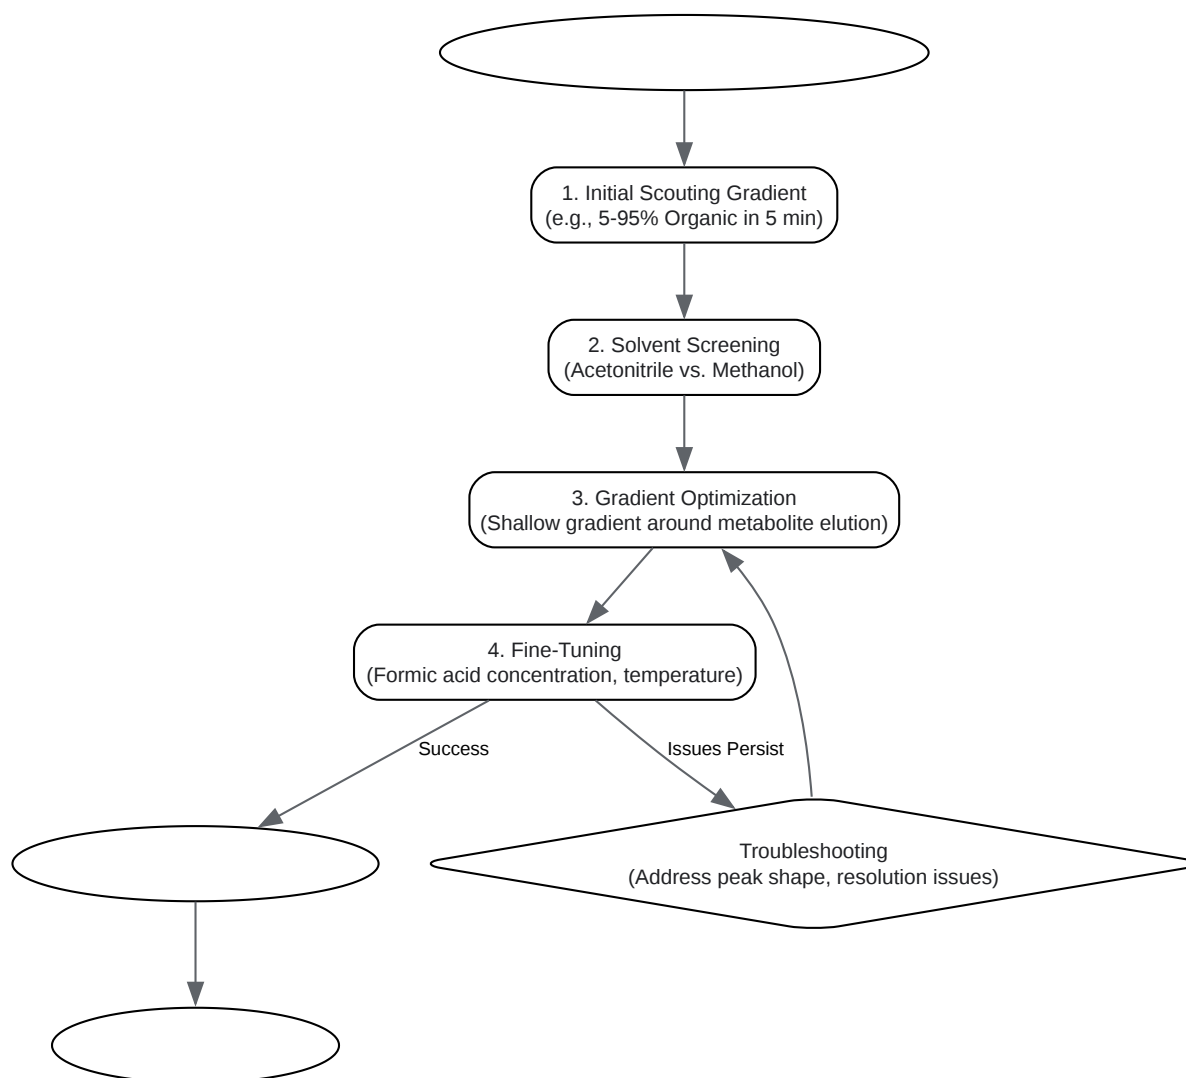 1. Initial Scouting Gradient
(e.g., 5-95% Organic in 5 min)
2. Solvent Screening
(Acetonitrile vs. Methanol)
3. Gradient Optimization
(Shallow gradient around metabolite elution)
4. Fine-Tuning
(Formic acid concentration, temperature)
Success
Issues Persist
Troubleshooting
(Address peak shape, resolution issues)